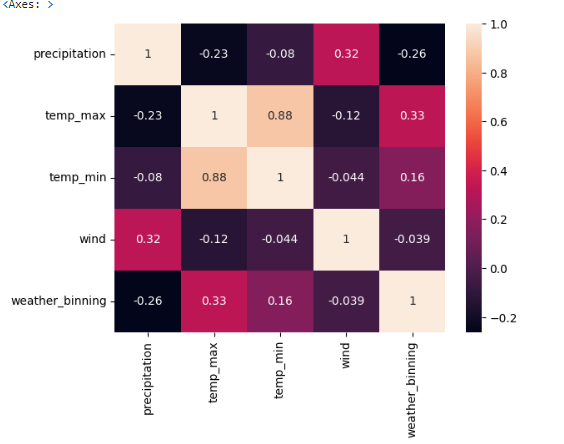 <Axes: >
precipitation 1 -0.23 -0.08 0.32 -0.26
temp_max -0.23 1 0.88 -0.12 0.33
temp_min -0.08 0.88 1 -0.044 0.16
wind 0.32 -0.12 -0.044 1 -0.039
weather_binning -0.26 0.33 0.16 -0.039 1
precipitation
temp_max
temp_min
wind
weather_binning
1.0
0.8
0.6
0.4
0.2
0.0
−0.2